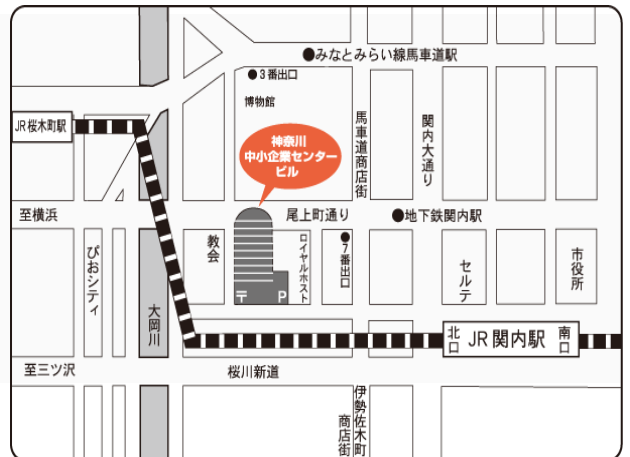 ●みなとみらい線馬車道駅
●3番出口
博物館
JR桜木町駅
神奈川
中小企業センター
ビル
馬車道商店街
関内大通り
至横浜
尾上町通り
●地下鉄関内駅
ぴおシティ
大岡川
教会
ロイヤルホスト
●7番出口
セルテ
市役所
〒
P
北口
JR 関内駅
南口
至三ツ沢
桜川新道
伊勢佐木町
商店街